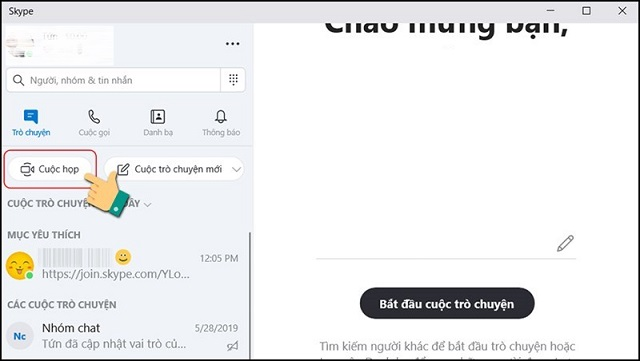 Skype
Chào mừng bạn,
Người, nhóm & tin nhắn
Trò chuyện
Cuộc gọi
Danh bạ
Thông báo
Cuộc họp
Cuộc trò chuyện mới
CUỘC TRÒ CHUYỆN ĐÂY
MỤC YÊU THÍCH
12:05 PM
https://join.skype.com/YLo...
CÁC CUỘC TRÒ CHUYỆN
Nc
Nhóm chat
5/28/2019
Tứn đã cập nhật vai trò củ...
Bắt đầu cuộc trò chuyện
Tìm kiếm người khác để bắt đầu trò chuyện hoặc